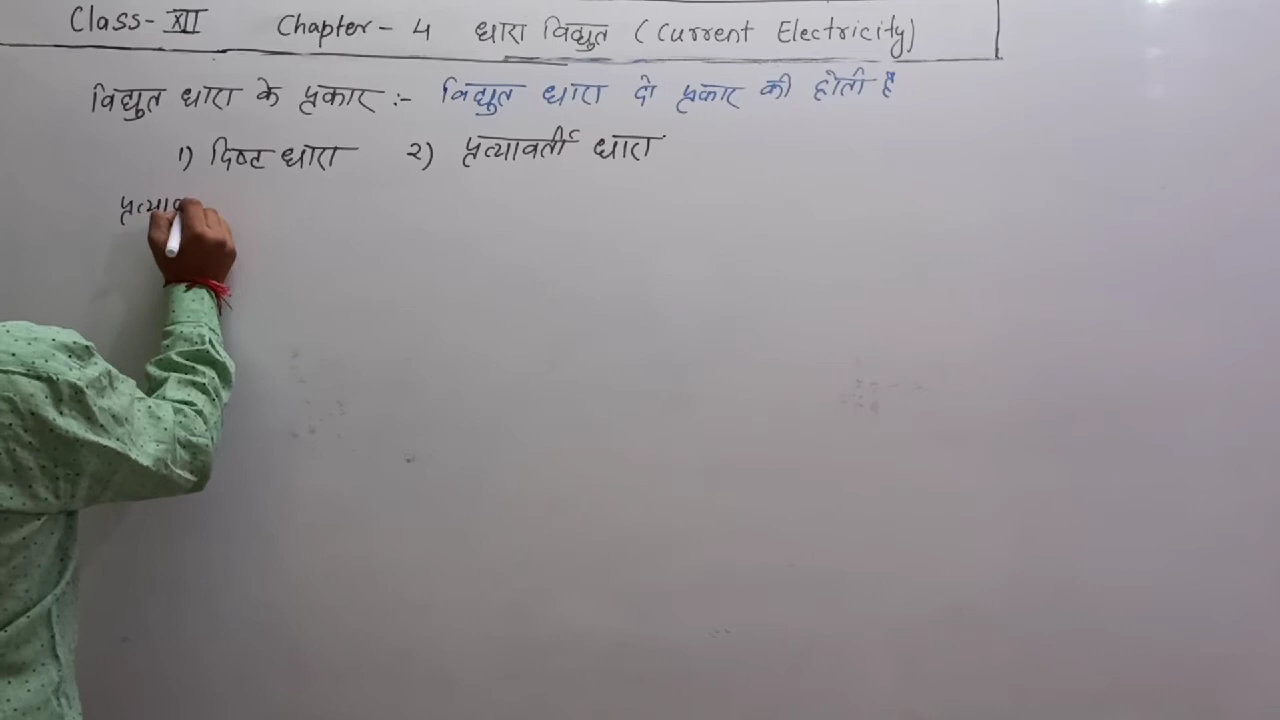 Class- XII Chapter- 4 धारा विद्युत (Current Electricity)
विद्युत धारा के प्रकार :- विद्युत धारा दो प्रकार की होती है
1) दिष्ट धारा 2) प्रत्यावर्ती धारा
प्रत्याव